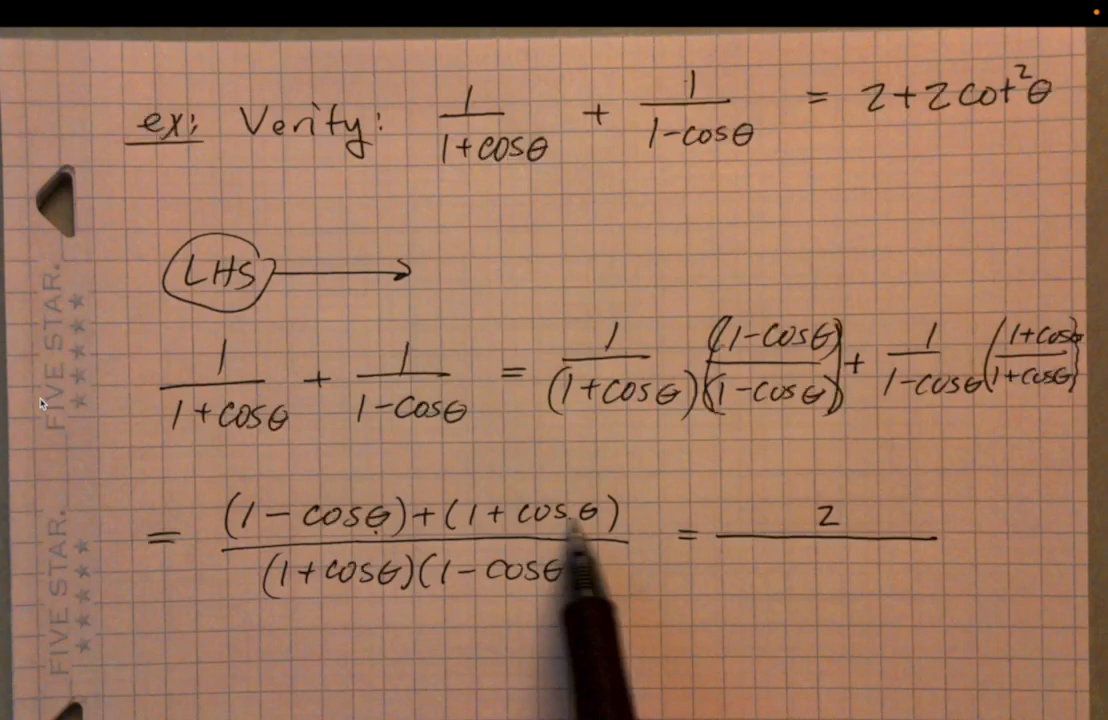 ex: Verify: 1/(1+cosθ) + 1/(1-cosθ) = 2+2cot²θ
LHS →
1/(1+cosθ) + 1/(1-cosθ) = 1/(1+cosθ) (1-cosθ)/(1-cosθ) + 1/(1-cosθ) (1+cosθ)/(1+cosθ)
= ((1-cosθ)+(1+cosθ))/((1+cosθ)(1-cosθ = 2/
FIVE STAR.
FIVE STAR.